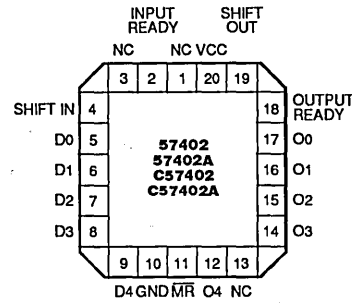 INPUT READY
SHIFT OUT
NC
NC VCC
3 2 1 20 19
SHIFT IN 4
18 OUTPUT READY
D0 5
17 O0
D1 6
16 O1
D2 7
15 O2
D3 8
14 O3
57402
57402A
C57402
C57402A
9 10 11 12 13
D4 GND MR O4 NC